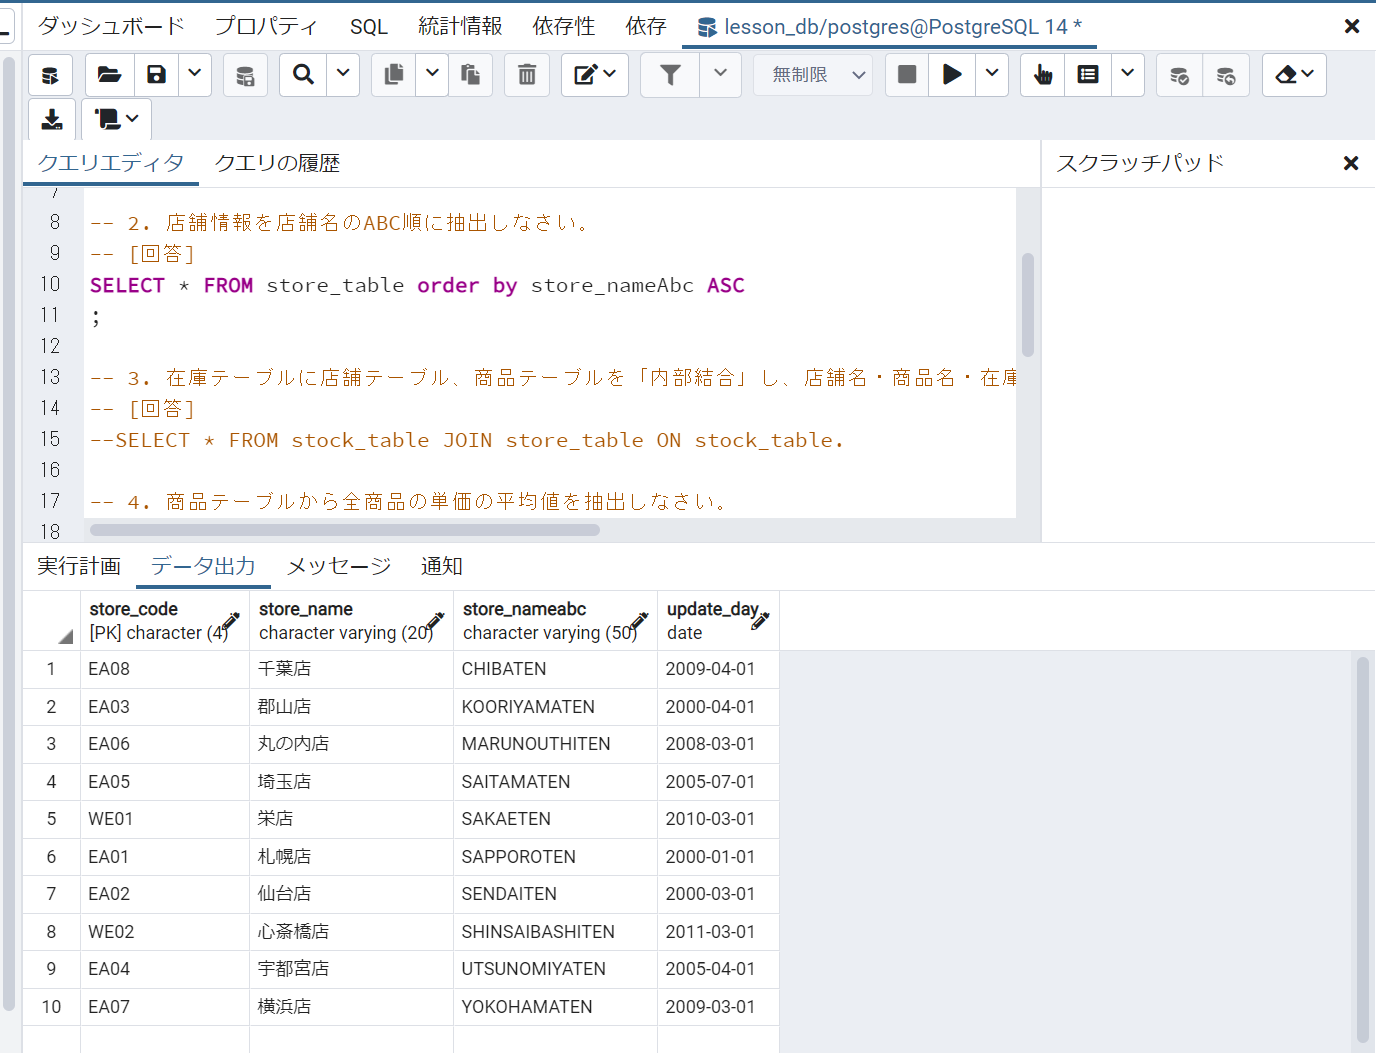 ダッシュボード プロパティ SQL 統計情報 依存性 依存 lesson_db/postgres@PostgreSQL 14 *
無制限
クエリエディタ クエリの履歴 スクラッチパッド
7
8 -- 2. 店舗情報を店舗名のABC順に抽出しなさい。
9 -- [回答]
10 SELECT * FROM store_table order by store_nameAbc ASC
11 ;
12
13 -- 3. 在庫テーブルに店舗テーブル、商品テーブルを「内部結合」し、店舗名・商品名・在庫
14 -- [回答]
15 --SELECT * FROM stock_table JOIN store_table ON stock_table.
16
17 -- 4. 商品テーブルから全商品の単価の平均値を抽出しなさい。
18
実行計画 データ出力 メッセージ 通知
store_code store_name store_nameabc update_day
[PK] character (4) character varying (20) character varying (50) date
1 EA08 千葉店 CHIBATEN 2009-04-01
2 EA03 郡山店 KOORIYAMATEN 2000-04-01
3 EA06 丸の内店 MARUNOUTHITEN 2008-03-01
4 EA05 埼玉店 SAITAMATEN 2005-07-01
5 WE01 栄店 SAKAETEN 2010-03-01
6 EA01 札幌店 SAPPOROTEN 2000-01-01
7 EA02 仙台店 SENDAITEN 2000-03-01
8 WE02 心斎橋店 SHINSAIBASHITEN 2011-03-01
9 EA04 宇都宮店 UTSUNOMIYATEN 2005-04-01
10 EA07 横浜店 YOKOHAMATEN 2009-03-01